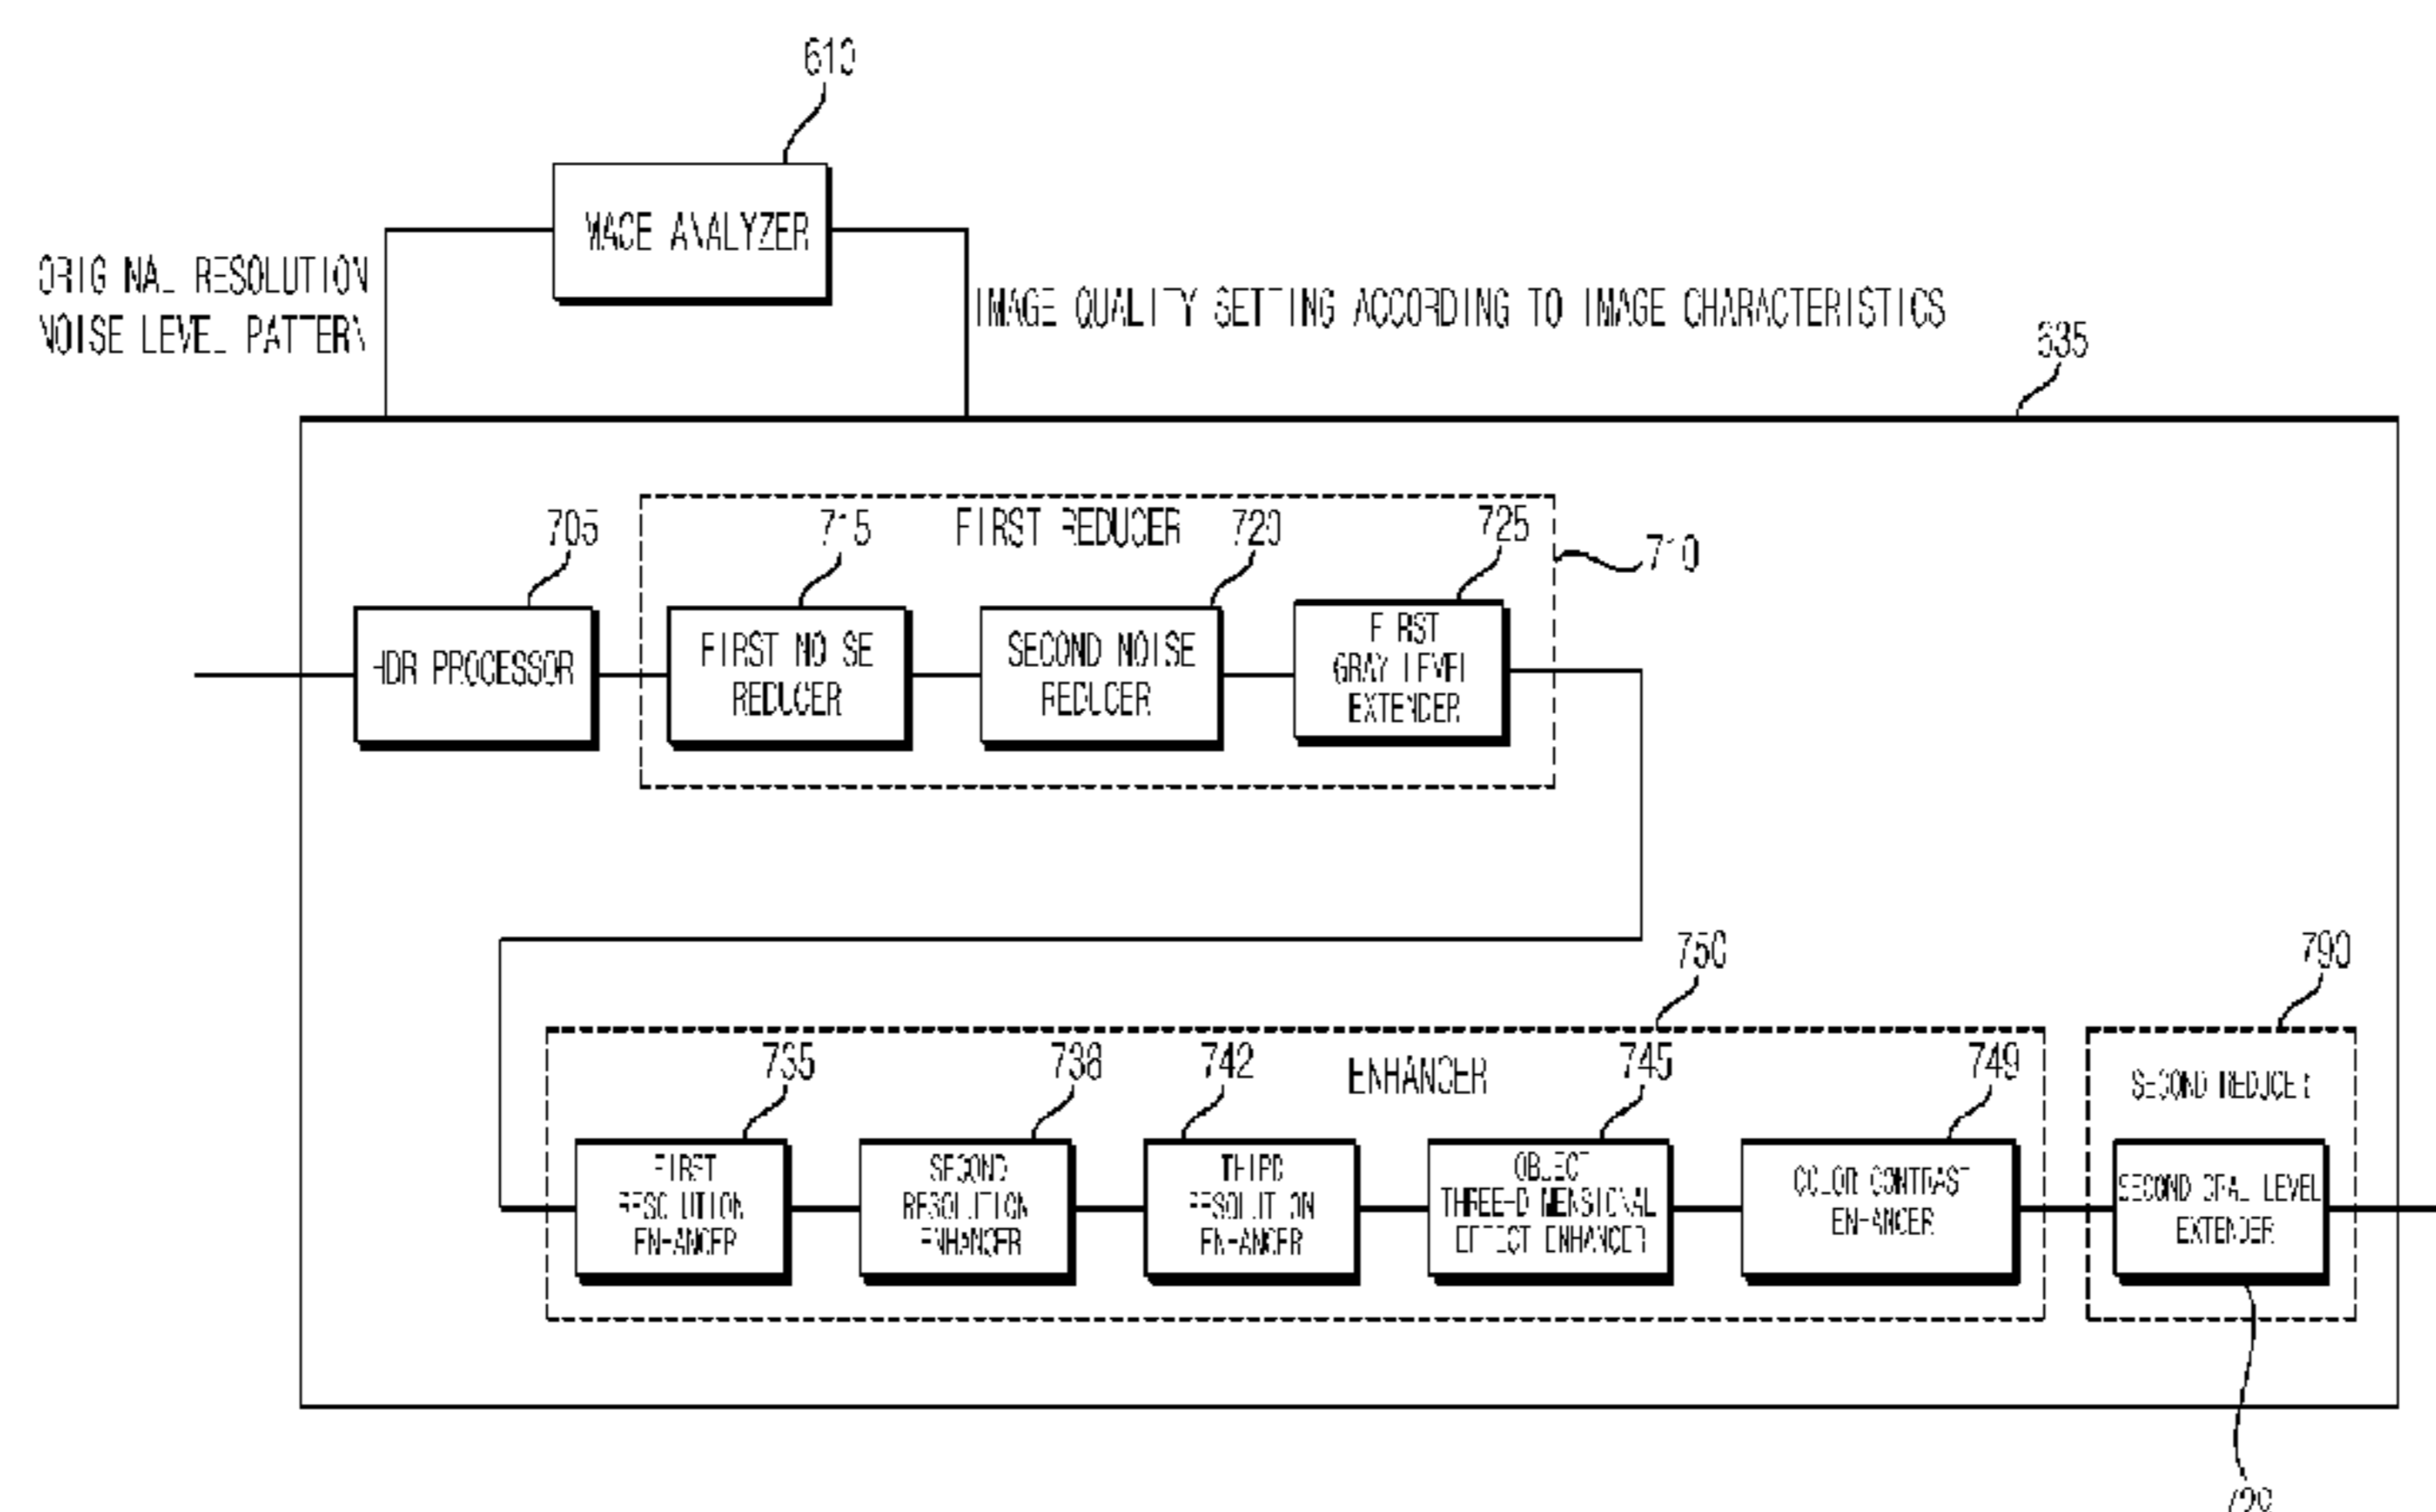 610
IMAGE ANALYZER
ORIGINAL RESOLUTION
NOISE LEVEL PATTERN
IMAGE QUALITY SETTING ACCORDING TO IMAGE CHARACTERISTICS
635
705
715
FIRST REDUCER
720
725
710
HDR PROCESSOR
FIRST NOISE
REDUCER
SECOND NOISE
REDUCER
FIRST
GRAY LEVEL
EXTENDER
750
790
735
738
742
ENHANCER
745
749
SECOND REDUCER
FIRST
RESOLUTION
ENHANCER
SECOND
RESOLUTION
ENHANCER
THIRD
RESOLUTION
ENHANCER
OBJECT
THREE-DIMENSIONAL
EFFECT ENHANCER
COLOR CONTRAST
ENHANCER
SECOND LEVEL
EXTENDER